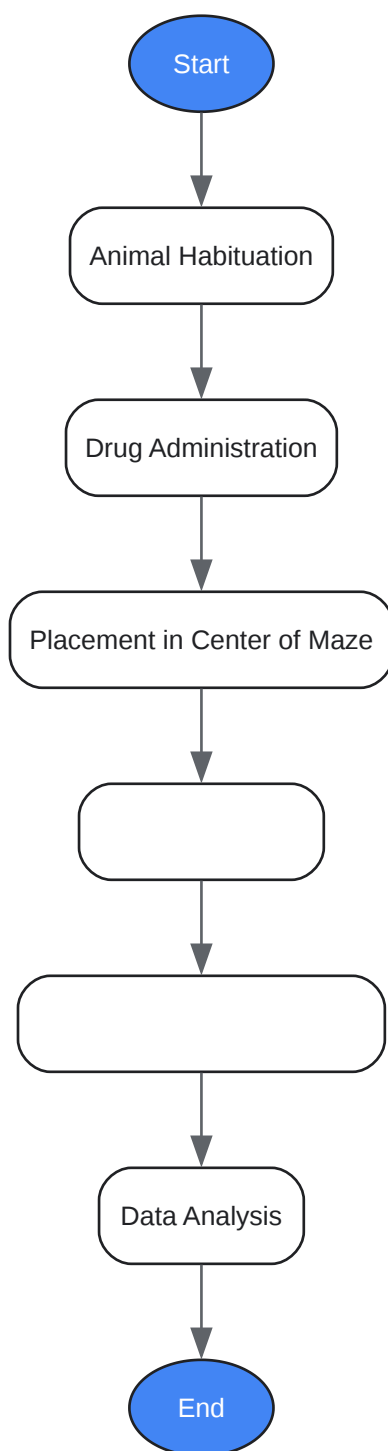 Start
Animal Habituation
Drug Administration
Placement in Center of Maze
Data Analysis
End